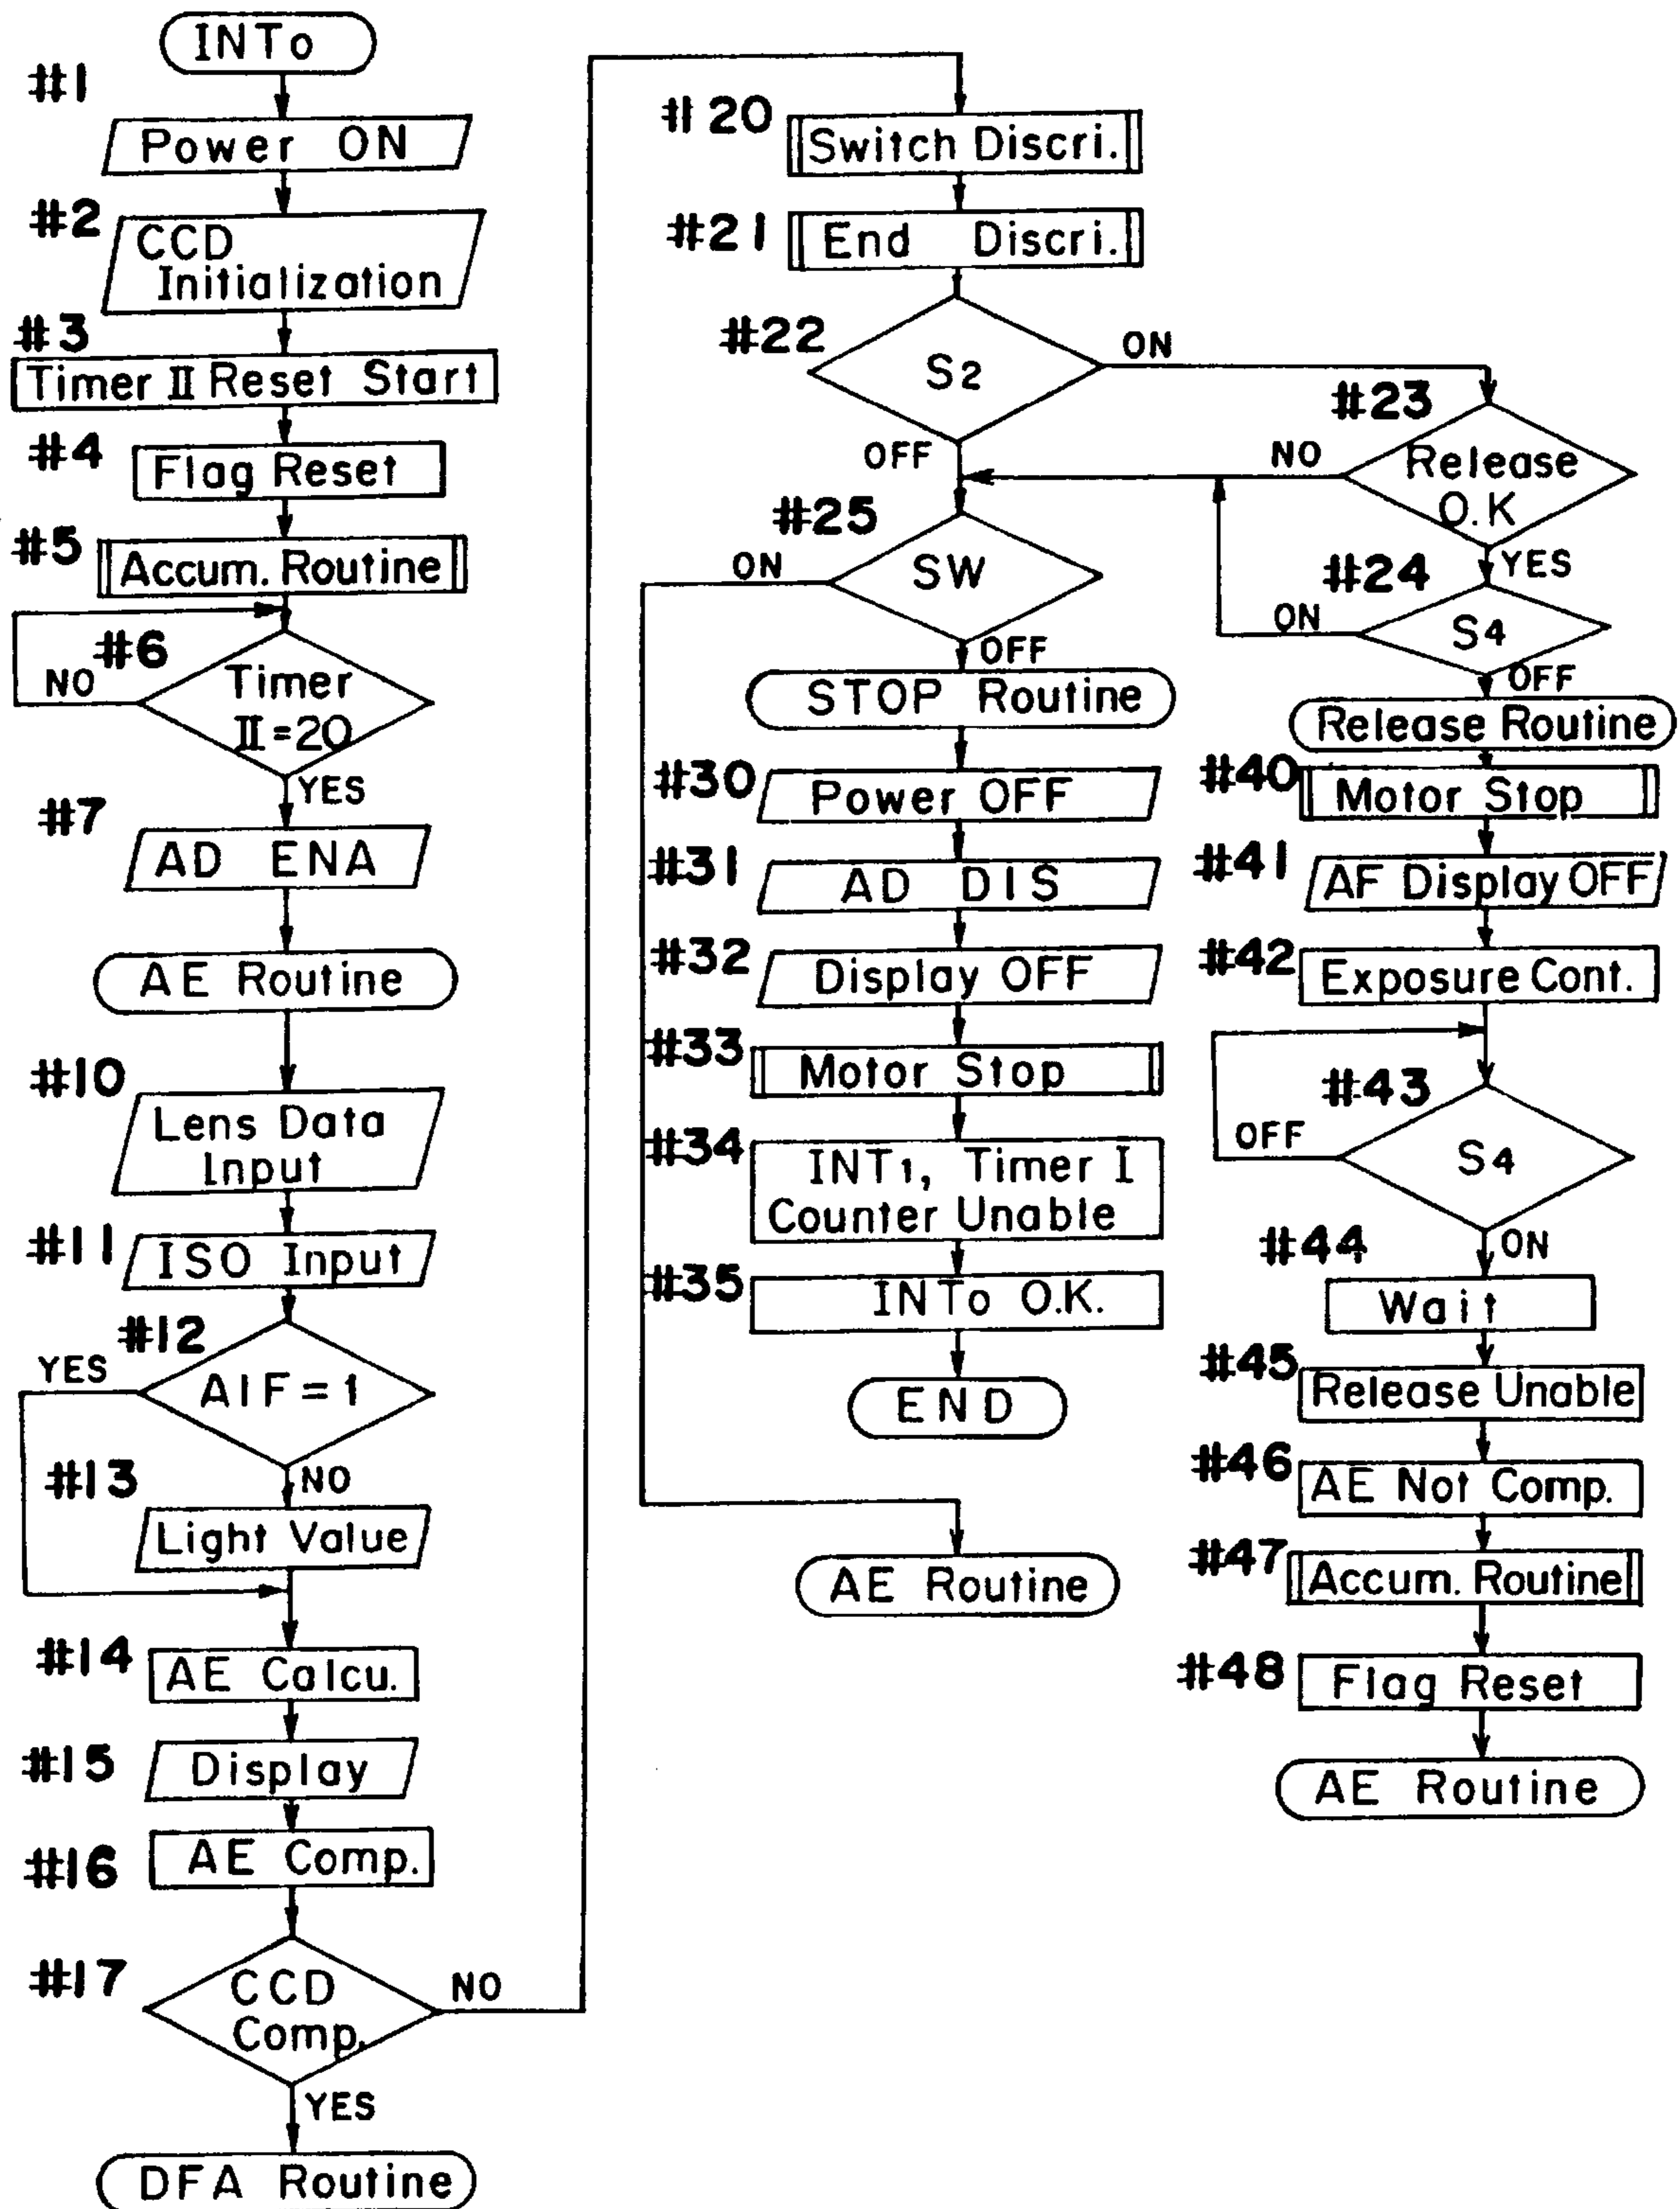 INTo
#1
Power ON
#2
CCD
Initialization
#3
Timer II Reset Start
#4
Flag Reset
#5
Accum. Routine
#6
NO
Timer
II=20
YES
#7
AD ENA
AE Routine
#10
Lens Data
Input
#11
ISO Input
#12
YES
AIF=1
#13
NO
Light Value
#14
AE Calcu.
#15
Display
#16
AE Comp.
#17
CCD
Comp.
NO
YES
DFA Routine
#20
Switch Discri.
#21
End Discri.
#22
S2
ON
OFF
#23
Release
O.K
NO
YES
#24
S4
ON
OFF
#25
SW
ON
OFF
STOP Routine
#30
Power OFF
#31
AD DIS
#32
Display OFF
#33
Motor Stop
#34
INT1, Timer I
Counter Unable
#35
INTo O.K.
END
AE Routine
Release Routine
#40
Motor Stop
#41
AF Display OFF
#42
Exposure Cont.
#43
S4
OFF
ON
#44
Wait
#45
Release Unable
#46
AE Not Comp.
#47
Accum. Routine
#48
Flag Reset
AE Routine